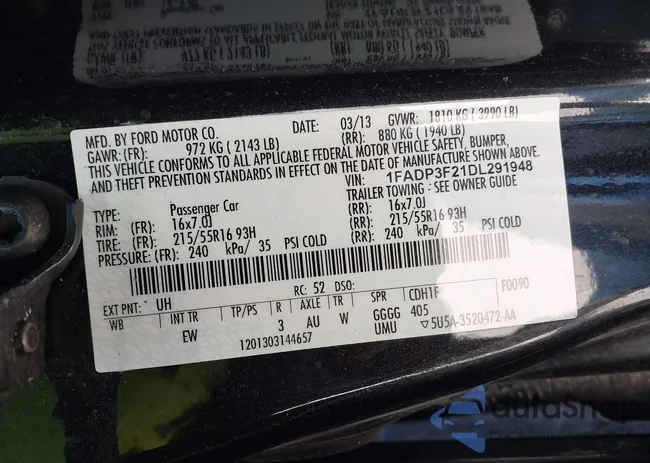 MFD. BY FORD MOTOR CO. DATE: 03/13 GVWR: 1810 KG ( 3990 LB)
GAWR: (FR): 972 KG ( 2143 LB) (RR): 880 KG ( 1940 LB)
THIS VEHICLE CONFORMS TO ALL APPLICABLE FEDERAL MOTOR VEHICLE SAFETY, BUMPER,
AND THEFT PREVENTION STANDARDS IN EFFECT ON THE DATE OF MANUFACTURE SHOWN ABOVE.
VIN: 1FADP3F21DL291948
TYPE: Passenger Car TRAILER TOWING - SEE OWNER GUIDE
RIM: (FR): 16x7.0J (RR): 16x7.0J
TIRE: (FR): 215/55R16 93H (RR): 215/55R16 93H
PRESSURE: (FR): 240 kPa/ 35 PSI COLD (RR): 240 kPa/ 35 PSI COLD
EXT PNT: UH RC: 52 DSO: F0090
WB INT TR TP/PS R AXLE TR SPR CDH1F
EW 3 AU W GGGG 405
1201303144657 UMU ▽5U5A-3520472-AA
autoSnap